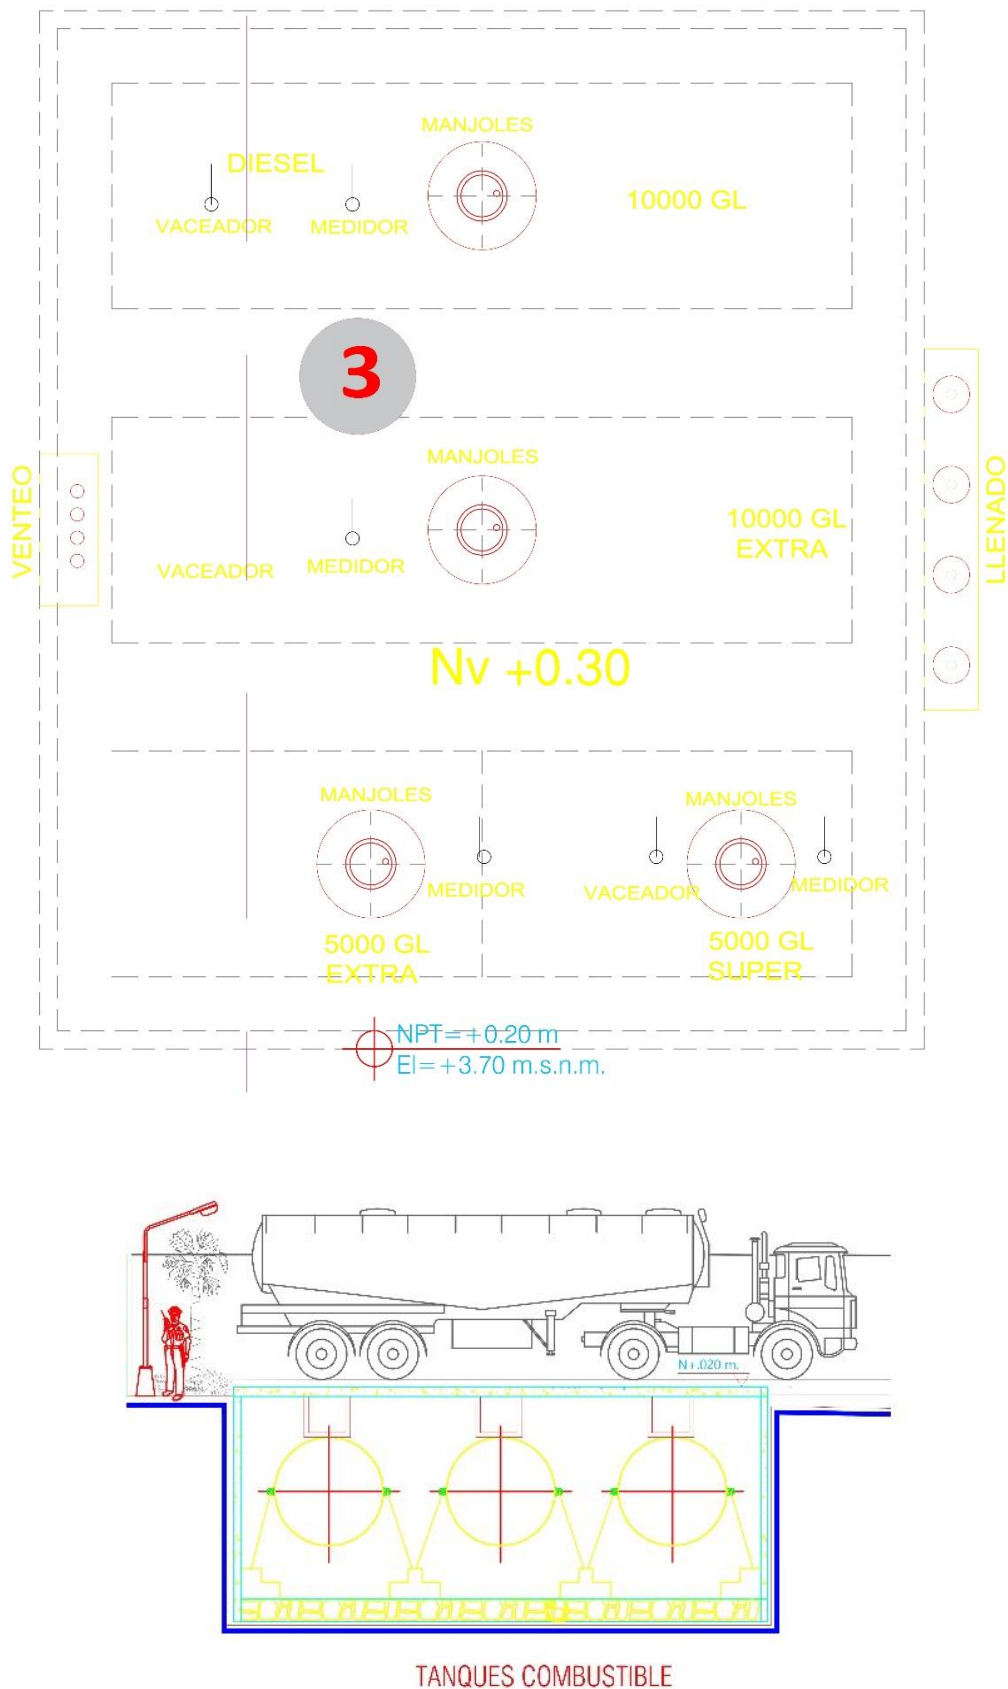 MANJOLES
DIESEL
10000 GL
VACEADOR
MEDIDOR
3
MANJOLES
VENTEO
10000 GL
EXTRA
LLENADO
VACEADOR
MEDIDOR
Nv +0.30
MANJOLES
MANJOLES
MEDIDOR
VACEADOR
MEDIDOR
5000 GL
EXTRA
5000 GL
SUPER
NPT=+0.20 m
El=+3.70 m.s.n.m.
N+.020 m.
TANQUES COMBUSTIBLE